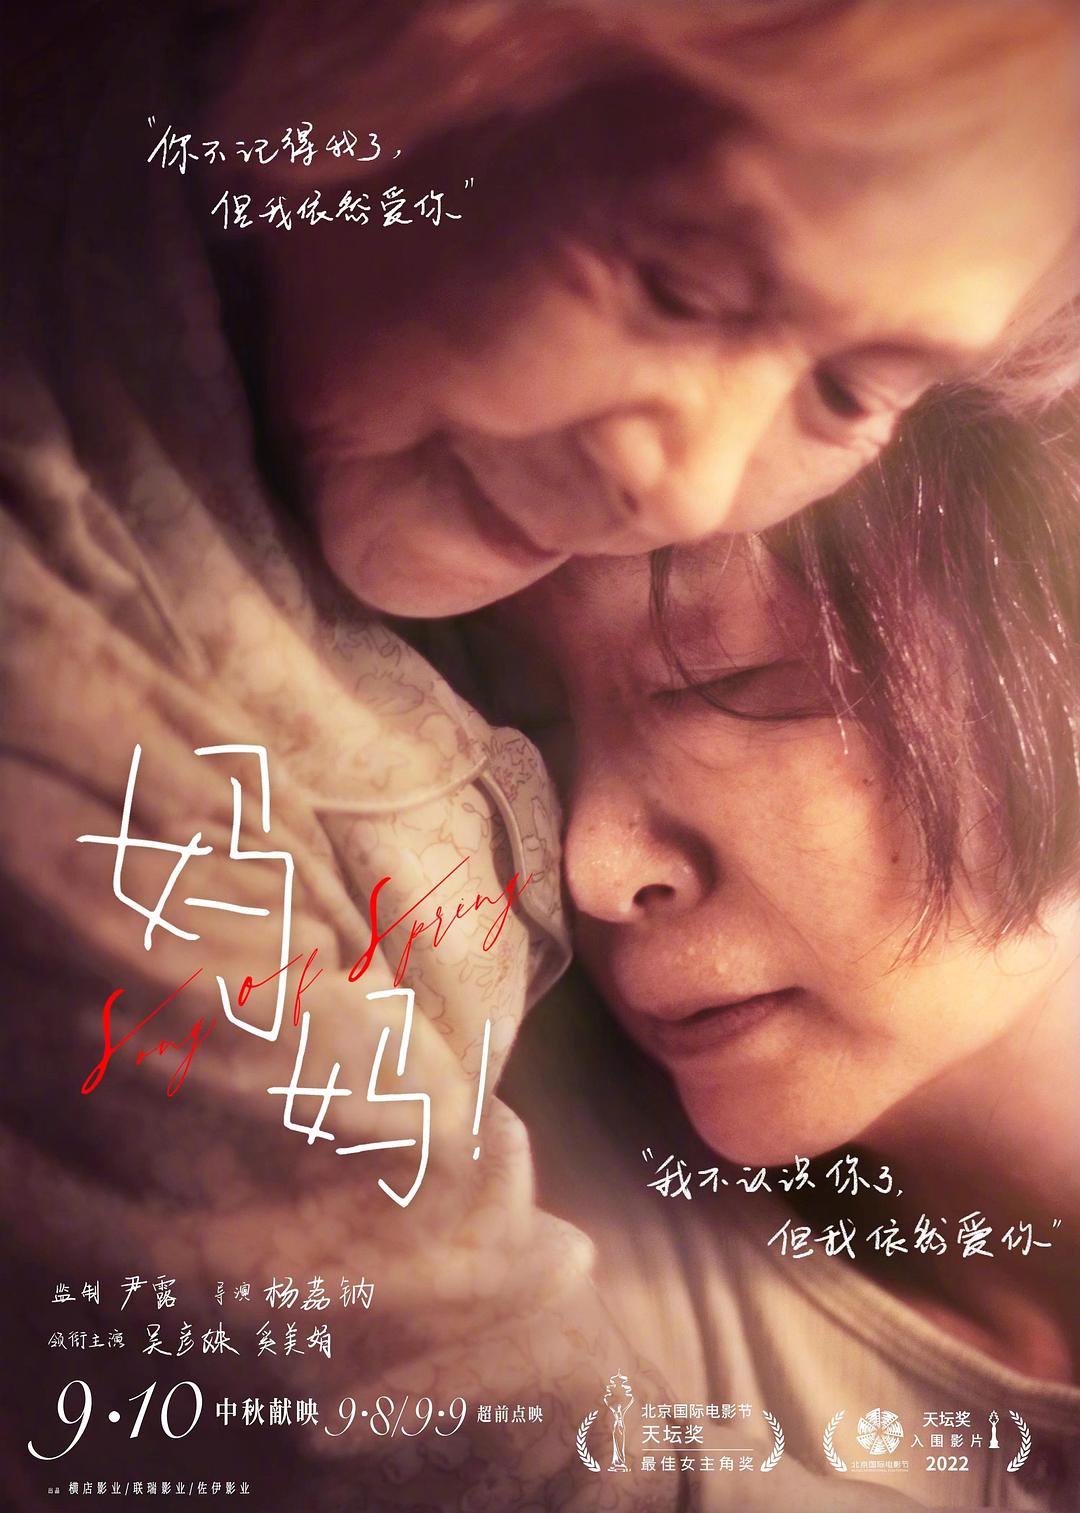 "你不记得我了,
但我依然爱你"
妈妈!
Song of Spring
"我不认识你了,
但我依然爱你"
监制 尹露 导演 杨荔钠
领衔主演 吴彦姝 奚美娟
9·10 中秋献映 9·8/9·9 超前点映
出品 横店影业/联瑞影业/佐伊影业
北京国际电影节
天坛奖
最佳女主角奖
天坛奖
入围影片
北京国际电影节
2022